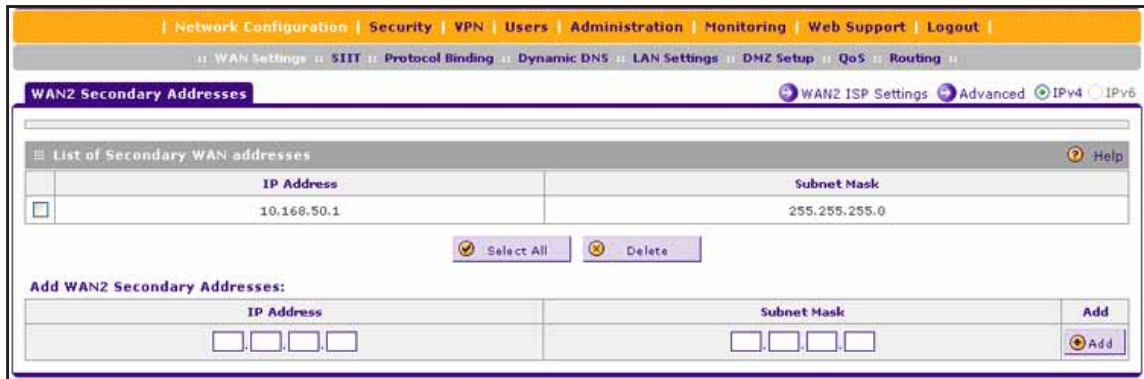 | Network Configuration | Security | VPN | Users | Administration | Monitoring | Web Support | Logout |
:: WAN Settings :: SIIT :: Protocol Binding :: Dynamic DNS :: LAN Settings :: DMZ Setup :: QoS :: Routing ::
WAN2 Secondary Addresses WAN2 ISP Settings Advanced IPv4 IPv6
List of Secondary WAN addresses Help
IP Address Subnet Mask
10.168.50.1 255.255.255.0
Select All Delete
Add WAN2 Secondary Addresses:
IP Address Subnet Mask Add
. . . . . . Add